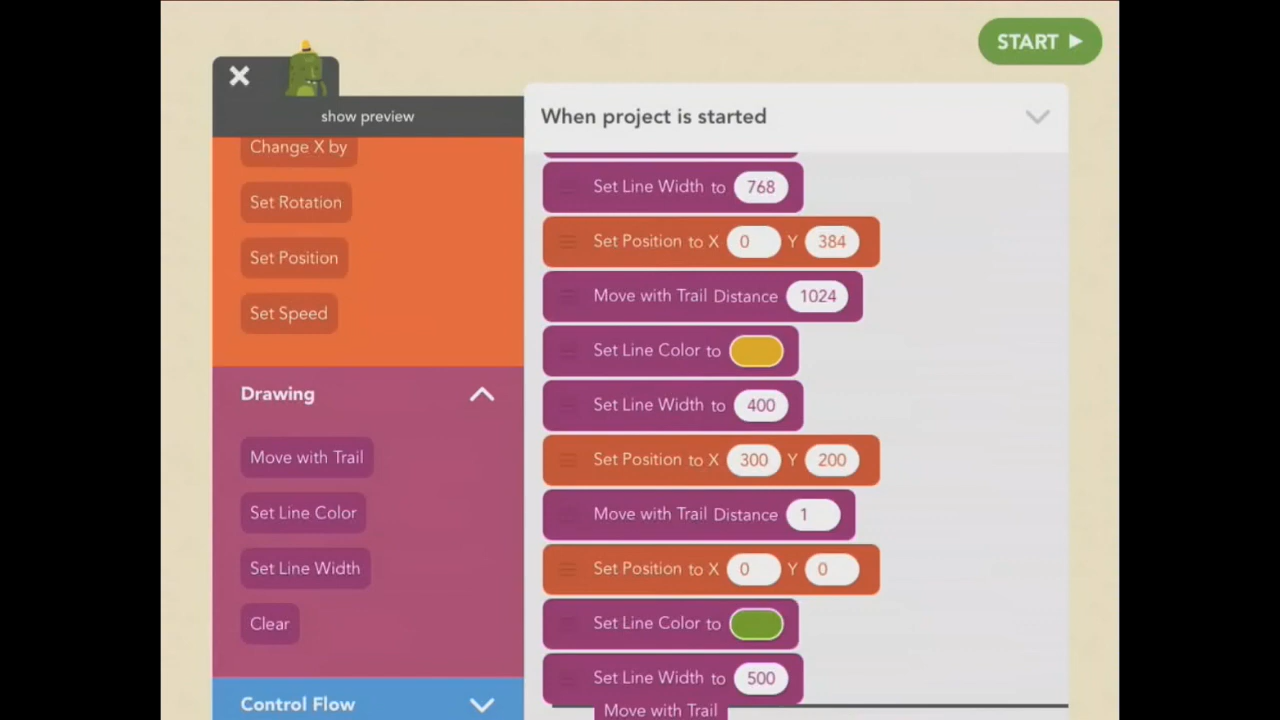 START
show preview
When project is started
Change X by
Set Rotation
Set Position
Set Speed
Drawing
Move with Trail
Set Line Color
Set Line Width
Clear
Control Flow
Set Line Width to 768
Set Position to X 0 Y 384
Move with Trail Distance 1024
Set Line Color to
Set Line Width to 400
Set Position to X 300 Y 200
Move with Trail Distance 1
Set Position to X 0 Y 0
Set Line Color to
Set Line Width to 500
Move with Trail